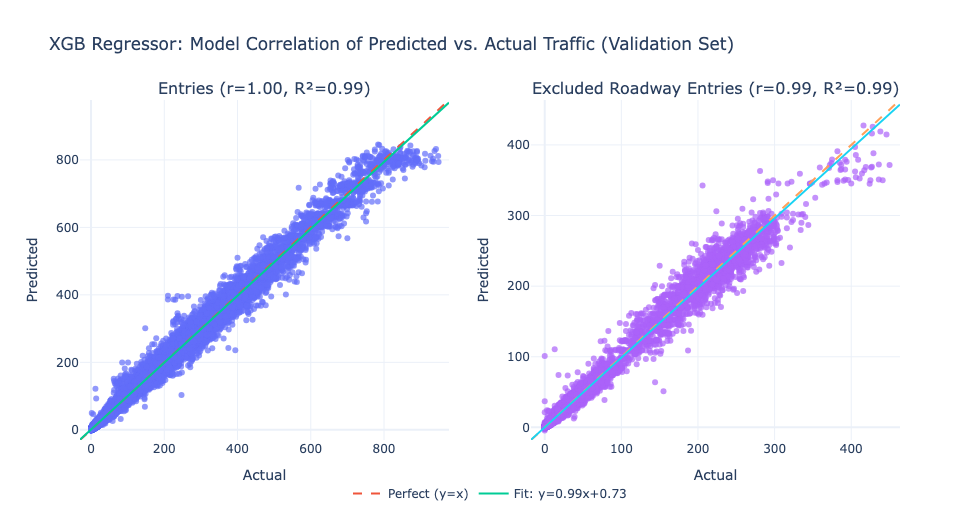 XGB Regressor: Model Correlation of Predicted vs. Actual Traffic (Validation Set)
Entries (r=1.00, R²=0.99)
Excluded Roadway Entries (r=0.99, R²=0.99)
Predicted
800
600
400
200
0
0 200 400 600 800
Actual
Predicted
400
300
200
100
0
0 100 200 300 400
Actual
Perfect (y=x) Fit: y=0.99x+0.73